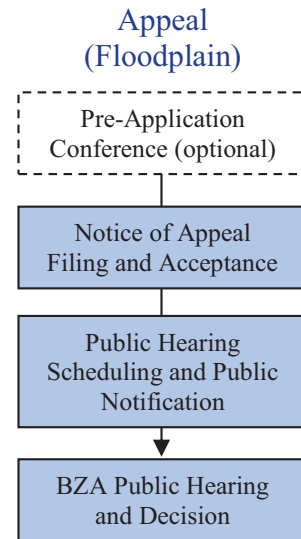 Appeal
(Floodplain)
Pre-Application
Conference (optional)
Notice of Appeal
Filing and Acceptance
Public Hearing
Scheduling and Public
Notification
BZA Public Hearing
and Decision